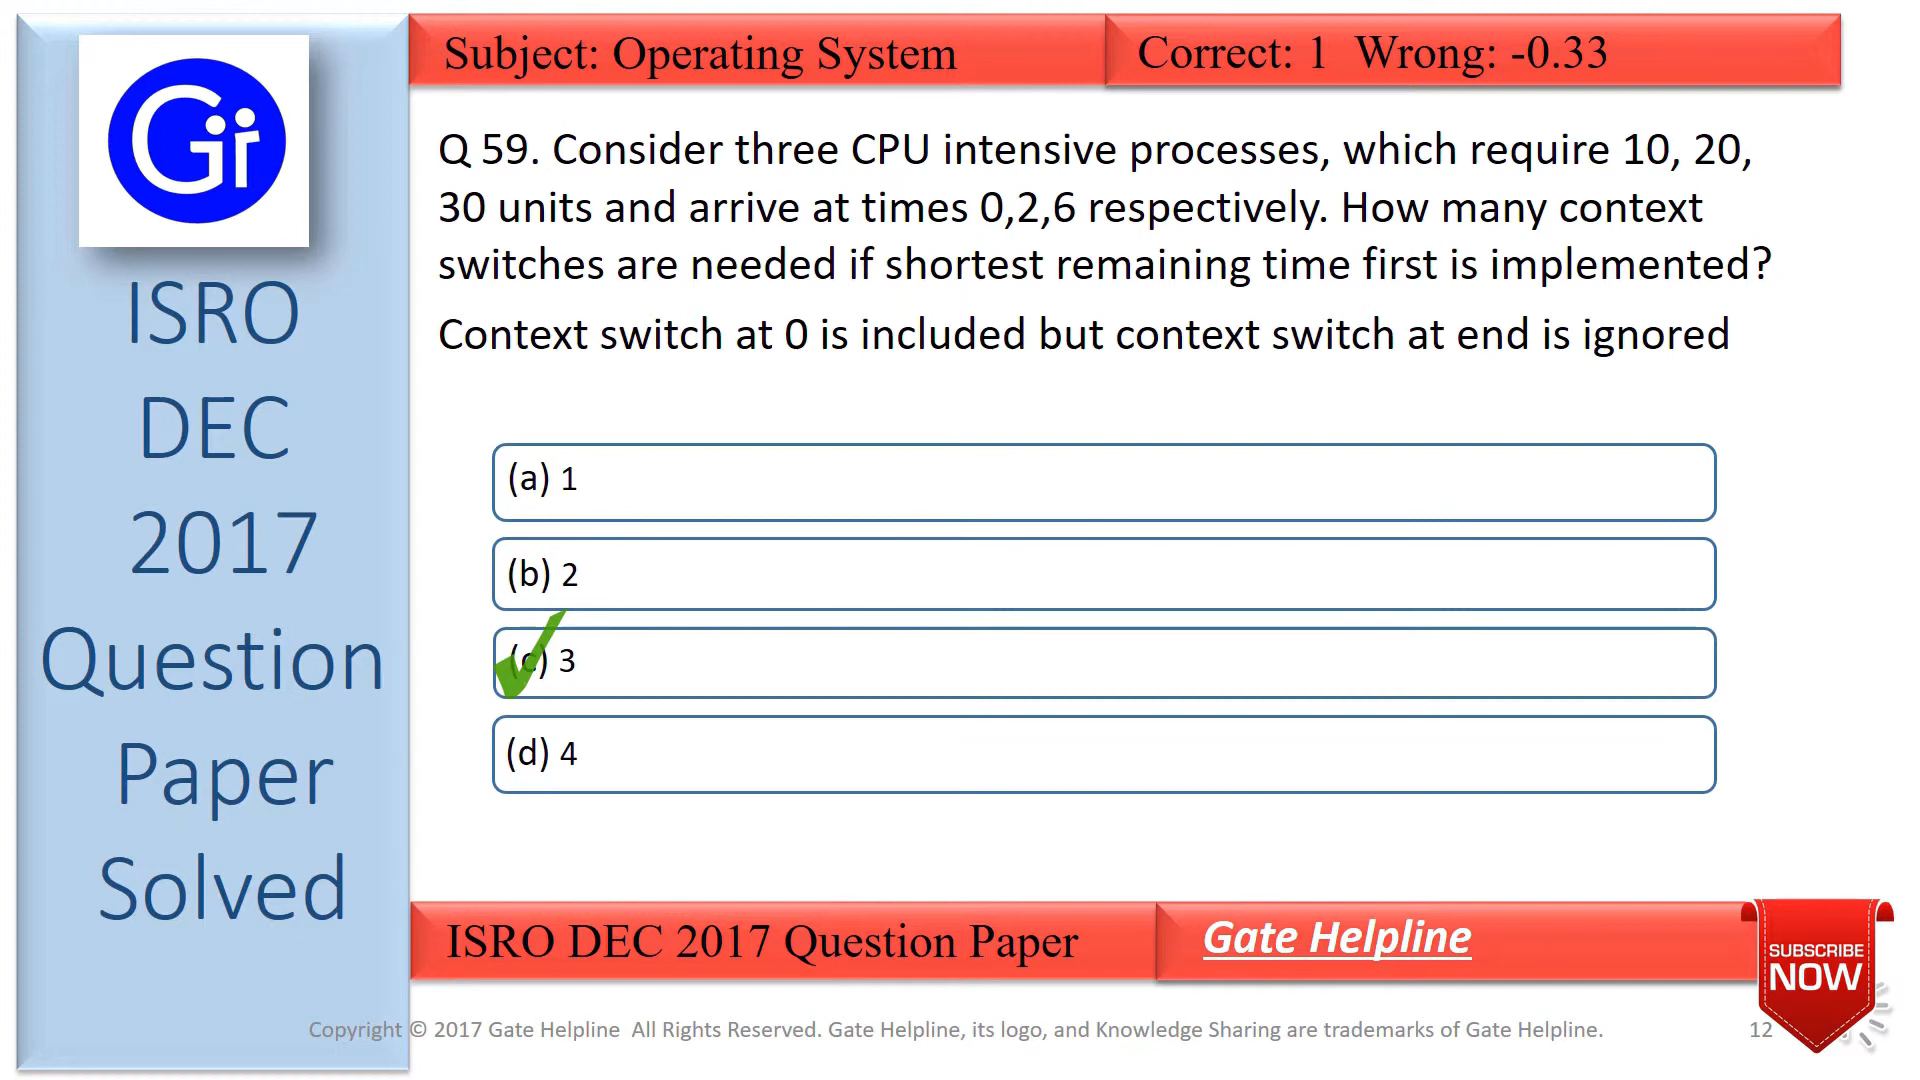 Gir
ISRO
DEC
2017
Question
Paper
Solved
Subject: Operating System
Correct: 1 Wrong: -0.33
Q 59. Consider three CPU intensive processes, which require 10, 20,
30 units and arrive at times 0,2,6 respectively. How many context
switches are needed if shortest remaining time first is implemented?
Context switch at 0 is included but context switch at end is ignored
(a) 1
(b) 2
(c) 3
(d) 4
ISRO DEC 2017 Question Paper
Gate Helpline
SUBSCRIBE
NOW
Copyright © 2017 Gate Helpline All Rights Reserved. Gate Helpline, its logo, and Knowledge Sharing are trademarks of Gate Helpline.
12